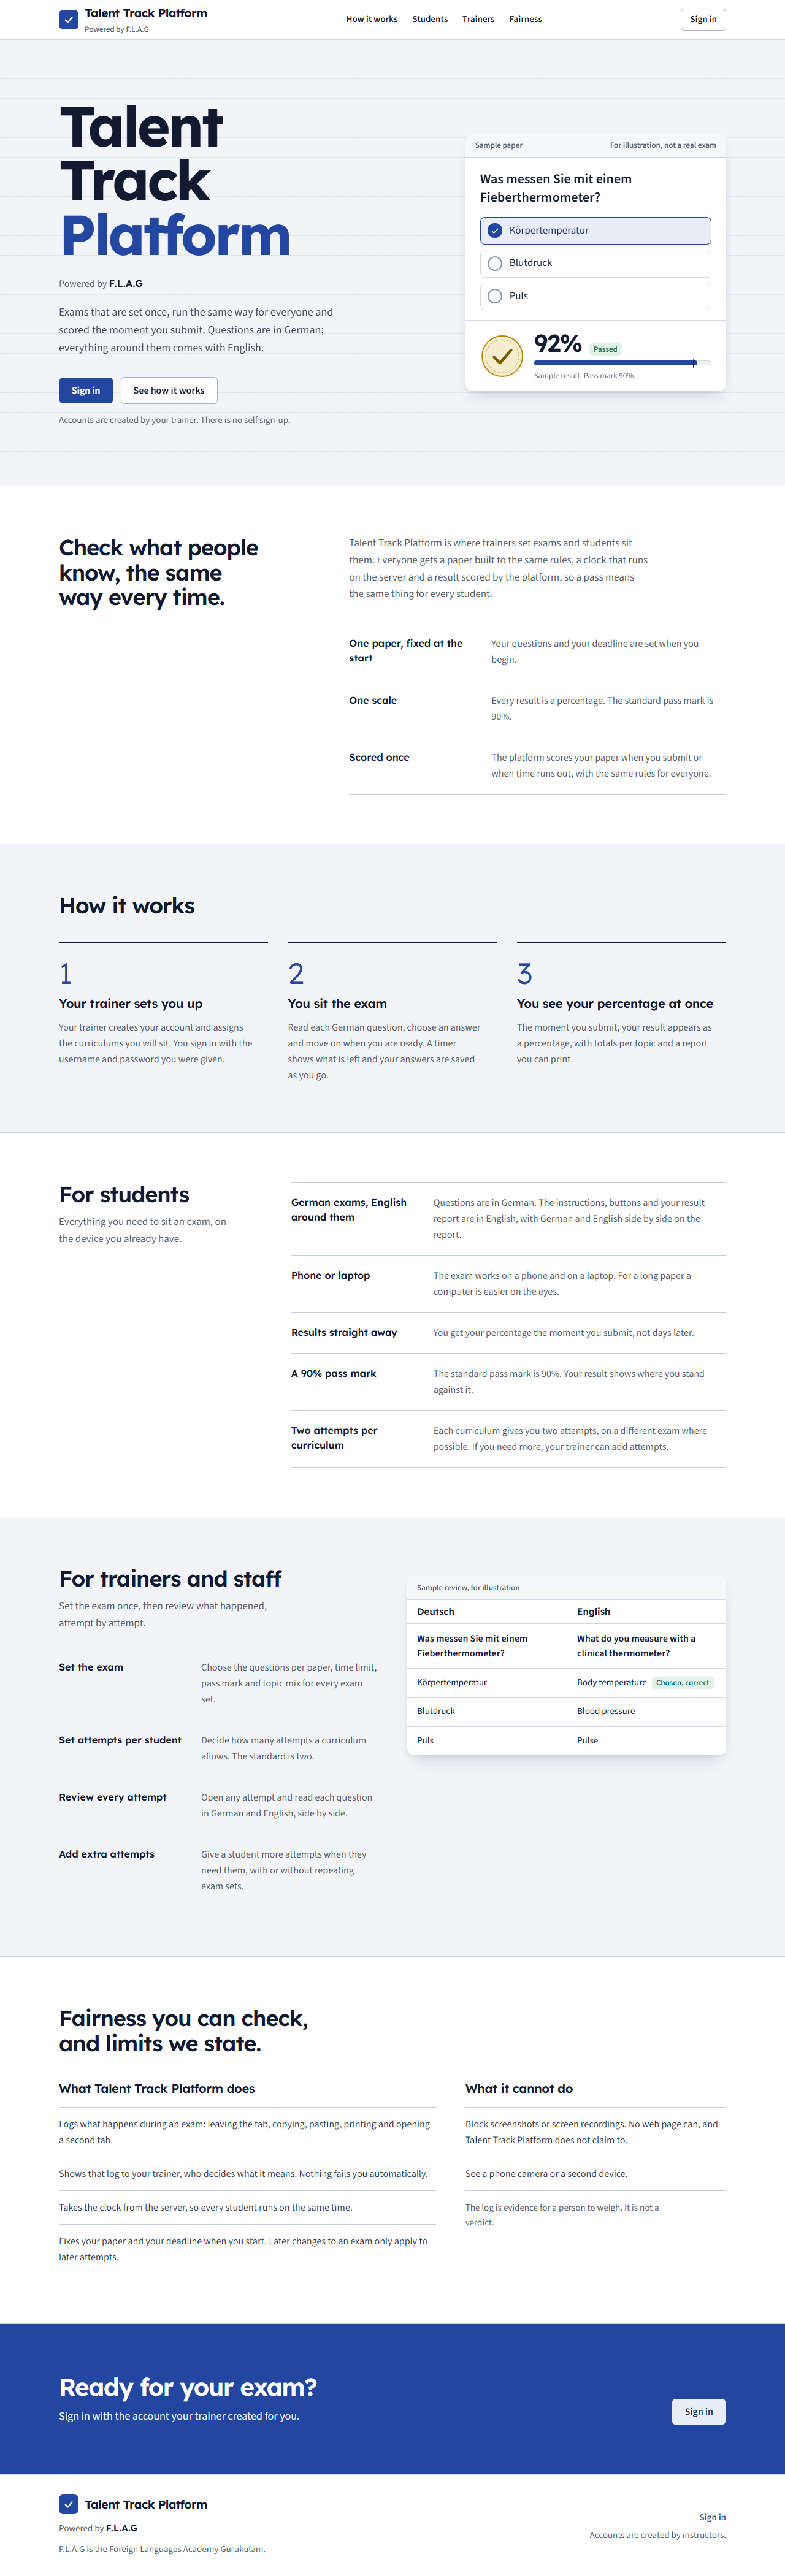 Talent Track Platform
Powered by F.L.A.G
How it works
Students
Trainers
Fairness
Sign in
Talent
Track
Platform
Powered by F.L.A.G
Exams that are set once, run the same way for everyone and
scored the moment you submit. Questions are in German;
everything around them comes with English.
Sign in
See how it works
Accounts are created by your trainer. There is no self sign-up.
Sample paper
For illustration, not a real exam
Was messen Sie mit einem
Fieberthermometer?
Körpertemperatur
Blutdruck
Puls
92%
Passed
Sample result. Pass mark 90%.
Check what people
know, the same
way every time.
Talent Track Platform is where trainers set exams and students sit
them. Everyone gets a paper built to the same rules, a clock that runs
on the server and a result scored by the platform, so a pass means
the same thing for every student.
One paper, fixed at the
start
Your questions and your deadline are set when you
begin.
One scale
Every result is a percentage. The standard pass mark is
90%.
Scored once
The platform scores your paper when you submit or
when time runs out, with the same rules for everyone.
How it works
1
Your trainer sets you up
Your trainer creates your account and assigns
the curriculums you will sit. You sign in with the
username and password you were given.
2
You sit the exam
Read each German question, choose an answer
and move on when you are ready. A timer
shows what is left and your answers are saved
as you go.
3
You see your percentage at once
The moment you submit, your result appears as
a percentage, with totals per topic and a report
you can print.
For students
Everything you need to sit an exam, on
the device you already have.
German exams, English
around them
Questions are in German. The instructions, buttons and your result
report are in English, with German and English side by side on the
report.
Phone or laptop
The exam works on a phone and on a laptop. For a long paper a
computer is easier on the eyes.
Results straight away
You get your percentage the moment you submit, not days later.
A 90% pass mark
The standard pass mark is 90%. Your result shows where you stand
against it.
Two attempts per
curriculum
Each curriculum gives you two attempts, on a different exam where
possible. If you need more, your trainer can add attempts.
For trainers and staff
Set the exam once, then review what happened,
attempt by attempt.
Set the exam
Choose the questions per paper, time limit,
pass mark and topic mix for every exam
set.
Set attempts per student
Decide how many attempts a curriculum
allows. The standard is two.
Review every attempt
Open any attempt and read each question
in German and English, side by side.
Add extra attempts
Give a student more attempts when they
need them, with or without repeating
exam sets.
Sample review, for illustration
Deutsch
English
Was messen Sie mit einem
Fieberthermometer?
What do you measure with a
clinical thermometer?
Körpertemperatur
Body temperature
Chosen, correct
Blutdruck
Blood pressure
Puls
Pulse
Fairness you can check,
and limits we state.
What Talent Track Platform does
Logs what happens during an exam: leaving the tab, copying, pasting, printing and opening
a second tab.
Shows that log to your trainer, who decides what it means. Nothing fails you automatically.
Takes the clock from the server, so every student runs on the same time.
Fixes your paper and your deadline when you start. Later changes to an exam only apply to
later attempts.
What it cannot do
Block screenshots or screen recordings. No web page can, and
Talent Track Platform does not claim to.
See a phone camera or a second device.
The log is evidence for a person to weigh. It is not a
verdict.
Ready for your exam?
Sign in with the account your trainer created for you.
Sign in
Talent Track Platform
Powered by F.L.A.G
F.L.A.G is the Foreign Languages Academy Gurukulam.
Sign in
Accounts are created by instructors.